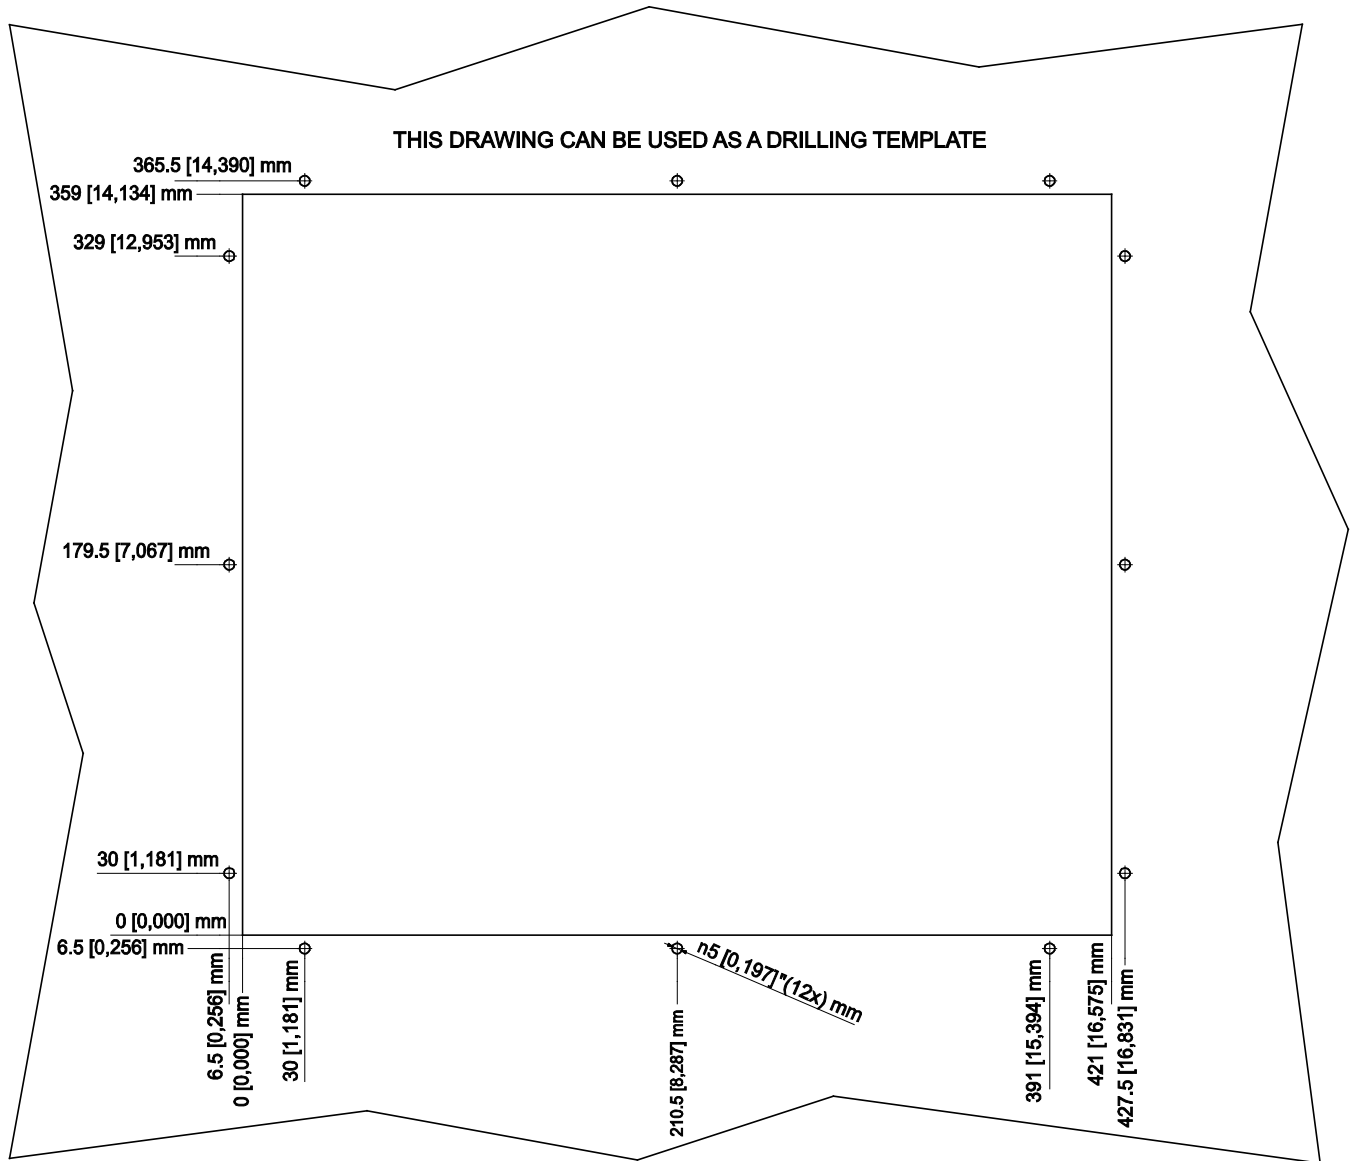 THIS DRAWING CAN BE USED AS A DRILLING TEMPLATE
365.5 [14,390] mm
359 [14,134] mm
329 [12,953] mm
179.5 [7,067] mm
30 [1,181] mm
0 [0,000] mm
6.5 [0,256] mm
6.5 [0,256] mm
0 [0,000] mm
30 [1,181] mm
210.5 [8,287] mm
n5 [0,197]"(12x) mm
391 [15,394] mm
421 [16,575] mm
427.5 [16,831] mm